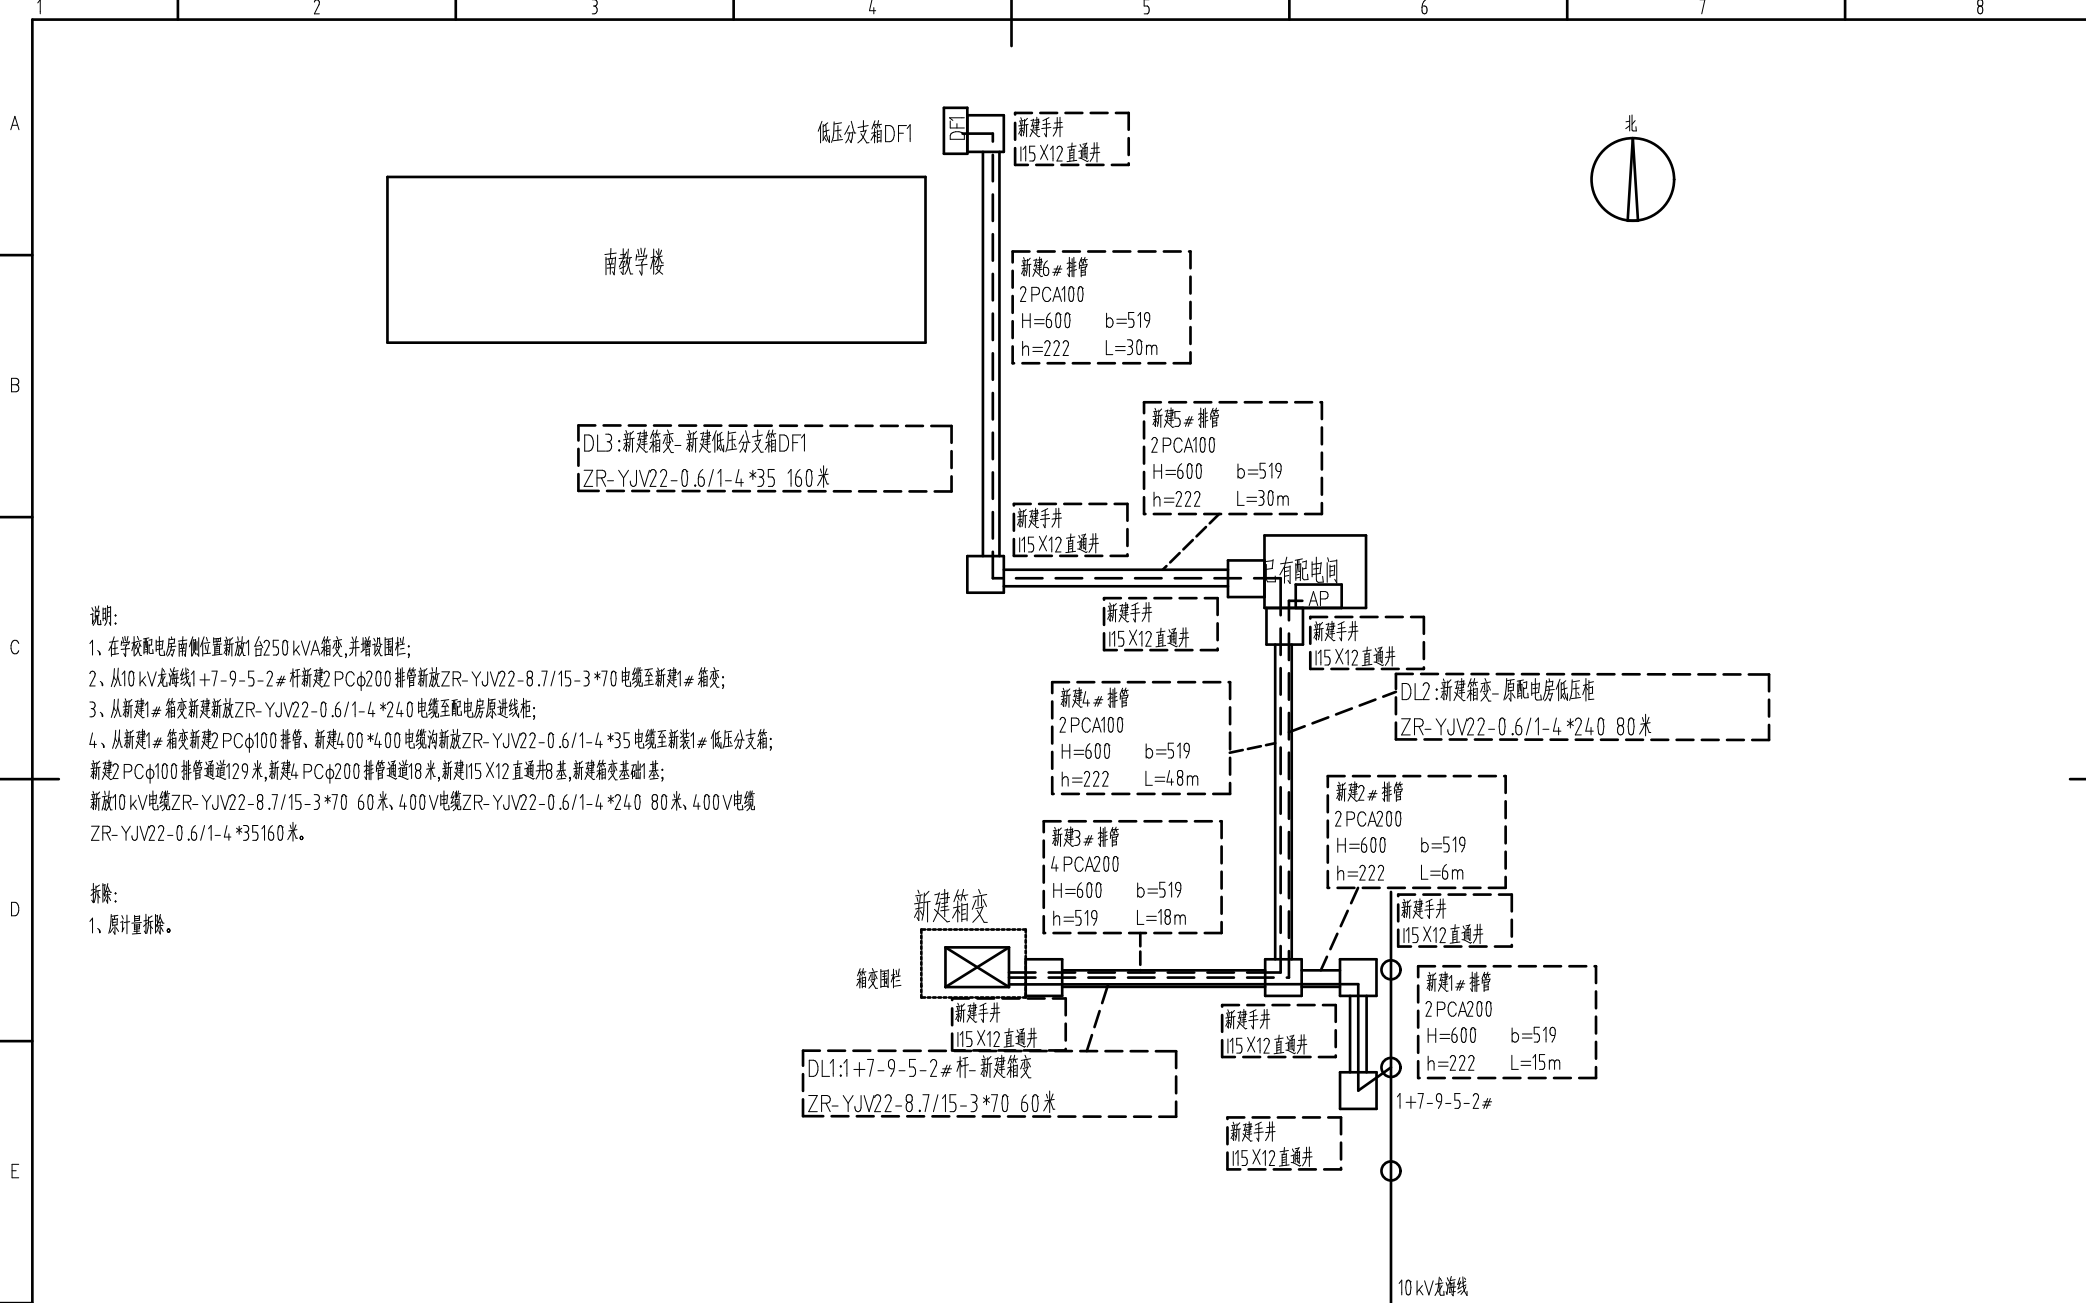 1 2 3 4 5 6 7 8
A
B
C
D
E
北
低压分支箱DF1
DF1
新建手井
I15X12直通井
南教学楼
新建6#排管
2PCA100
H=600 b=519
h=222 L=30m
新建5#排管
2PCA100
H=600 b=519
h=222 L=30m
DL3:新建箱变-新建低压分支箱DF1
ZR-YJV22-0.6/1-4*35 160米
新建手井
I15X12直通井
已有配电间
AP
新建手井
I15X12直通井
新建手井
I15X12直通井
说明:
1、在学校配电房南侧位置新放1台250kVA箱变,并增设围栏;
2、从10kV龙海线1+7-9-5-2#杆新建2PCφ200排管新放ZR-YJV22-8.7/15-3*70电缆至新建1#箱变;
3、从新建1#箱变新建新放ZR-YJV22-0.6/1-4*240电缆至配电房原进线柜;
4、从新建1#箱变新建2PCφ100排管、新建400*400电缆沟新放ZR-YJV22-0.6/1-4*35电缆至新装1#低压分支箱;
新建2PCφ100排管通道129米,新建4PCφ200排管通道18米,新建I15X12直通井8基,新建箱变基础1基;
新放10kV电缆ZR-YJV22-8.7/15-3*70 60米、400V电缆ZR-YJV22-0.6/1-4*240 80米、400V电缆
ZR-YJV22-0.6/1-4*35160米。
拆除:
1、原计量拆除。
DL2:新建箱变-原配电房低压柜
ZR-YJV22-0.6/1-4*240 80米
新建4#排管
2PCA100
H=600 b=519
h=222 L=48m
新建2#排管
2PCA200
H=600 b=519
h=222 L=6m
新建3#排管
4PCA200
H=600 b=519
h=519 L=18m
新建箱变
箱变围栏
新建手井
I15X12直通井
新建1#排管
2PCA200
H=600 b=519
h=222 L=15m
新建手井
I15X12直通井
新建手井
I15X12直通井
DL1:1+7-9-5-2#杆-新建箱变
ZR-YJV22-8.7/15-3*70 60米
1+7-9-5-2#
新建手井
I15X12直通井
10kV龙海线